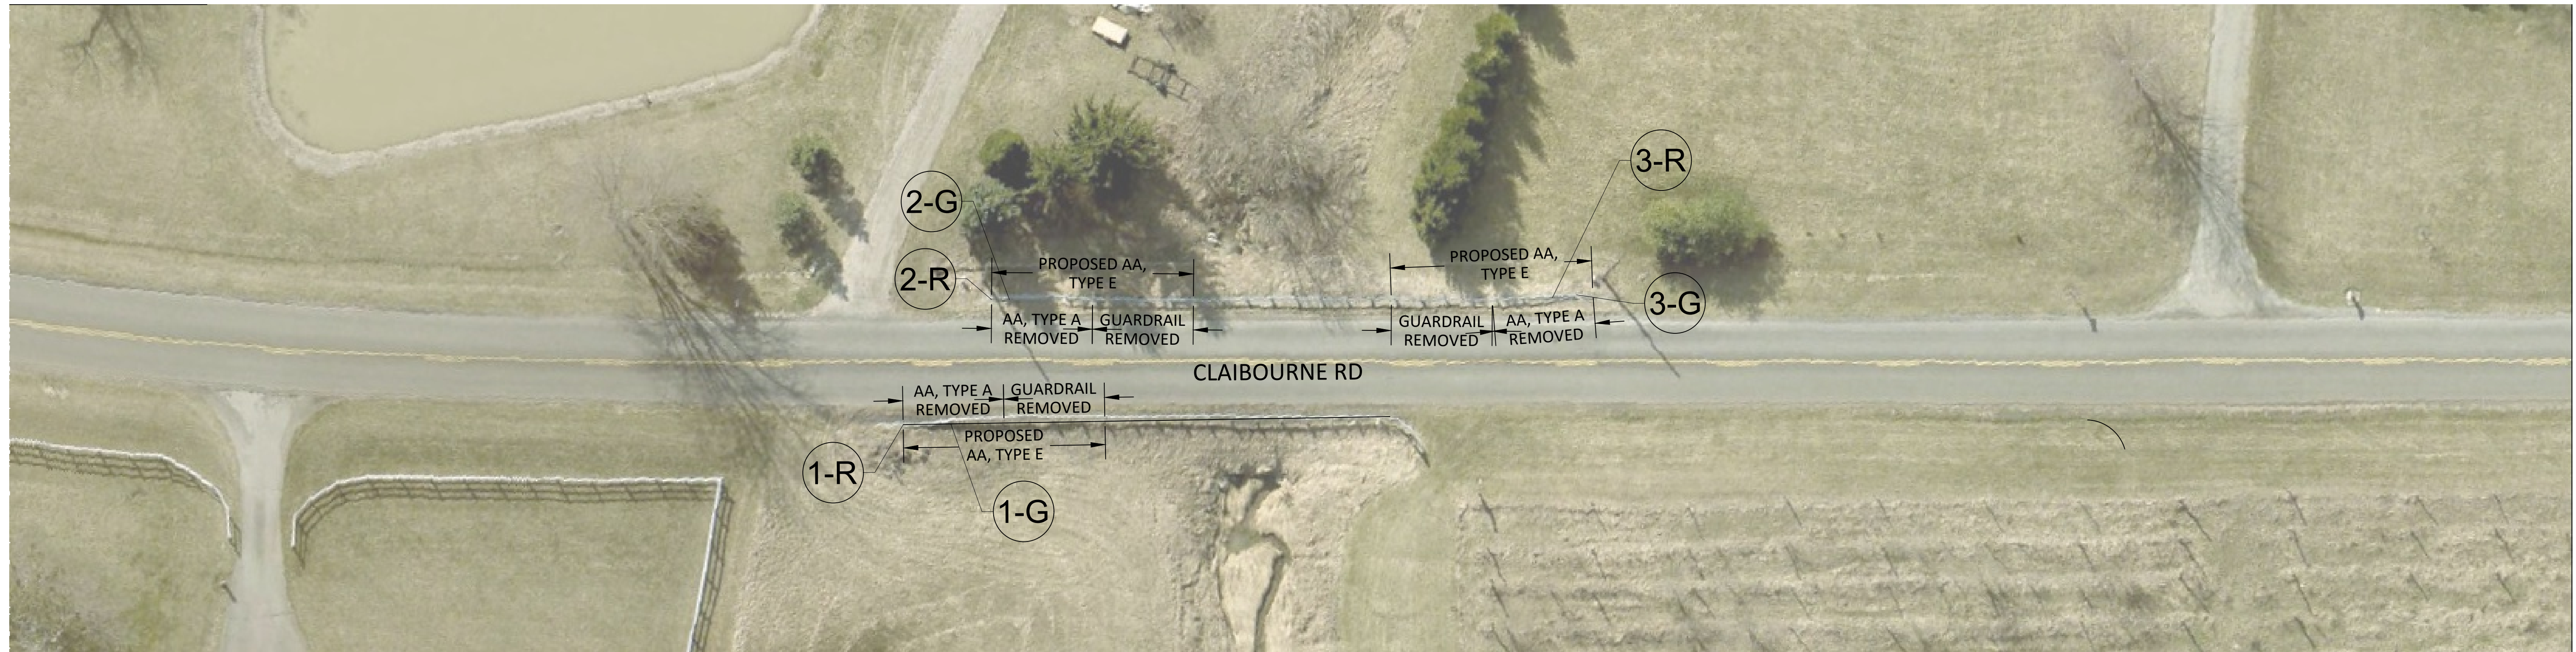 3-R
2-G
PROPOSED AA,
TYPE E
PROPOSED AA,
TYPE E
2-R
3-G
AA, TYPE A
REMOVED
GUARDRAIL
REMOVED
GUARDRAIL
REMOVED
AA, TYPE A
REMOVED
CLAIBOURNE RD
AA, TYPE A
REMOVED
GUARDRAIL
REMOVED
PROPOSED
AA, TYPE E
1-R
1-G